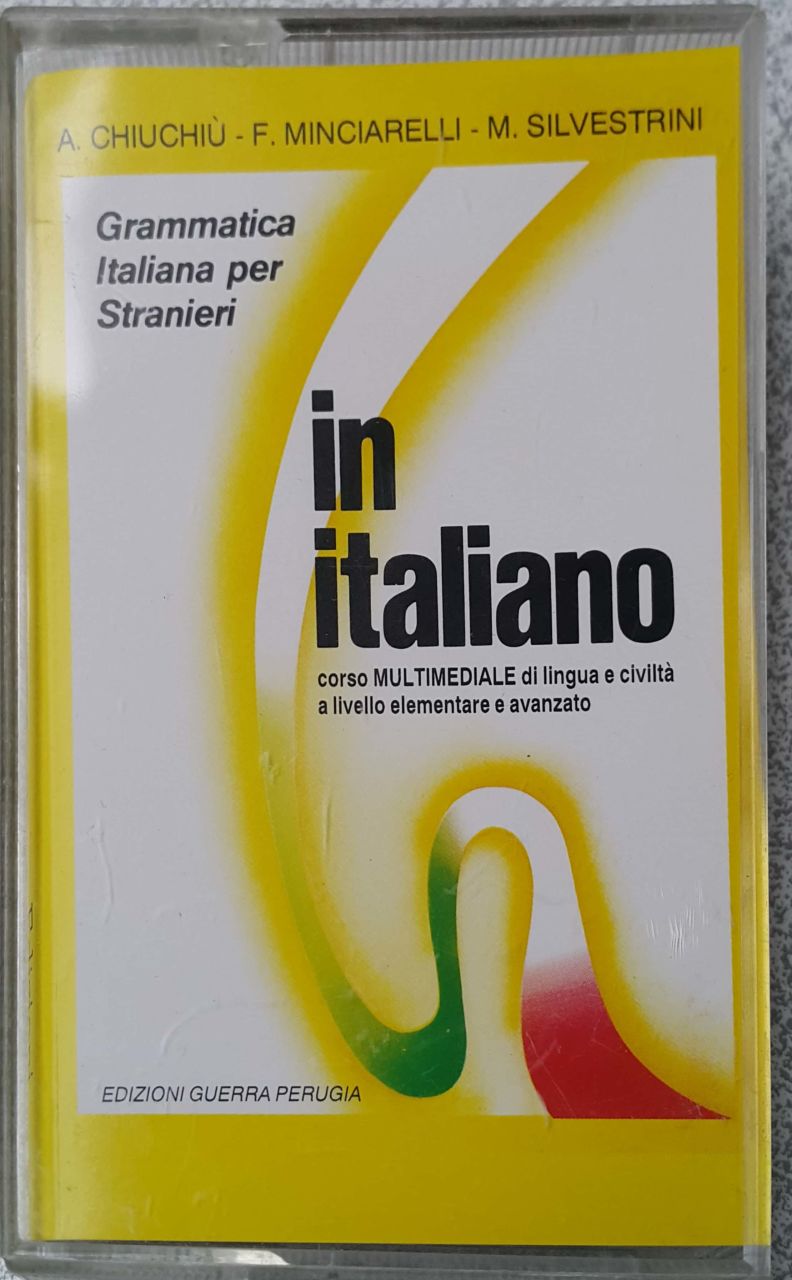 A. CHIUCHIÙ - F. MINCIARELLI - M. SILVESTRINI
Grammatica
Italiana per
Stranieri
in
italiano
corso MULTIMEDIALE di lingua e civiltà
a livello elementare e avanzato
EDIZIONI GUERRA PERUGIA